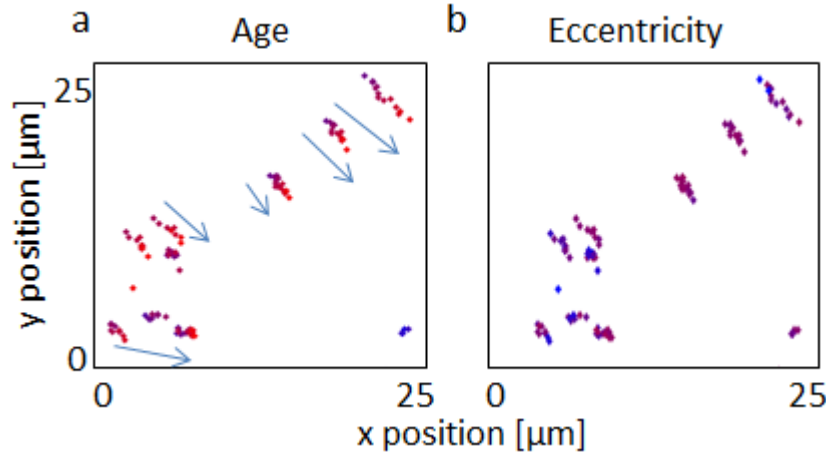 a Age b Eccentricity
y position [μm]
25
0
0 25 0 25
x position [μm]